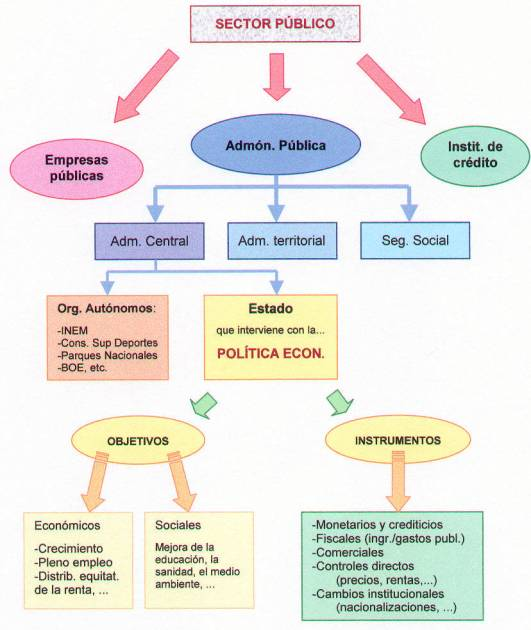 SECTOR PÚBLICO
Empresas
públicas
Admón. Pública
Instit. de
crédito
Adm. Central
Adm. territorial
Seg. Social
Org. Autónomos:
-INEM
-Cons. Sup Deportes
-Parques Nacionales
-BOE, etc.
Estado
que interviene con la...
POLÍTICA ECON.
OBJETIVOS
INSTRUMENTOS
Económicos
-Crecimiento
-Pleno empleo
-Distrib. equitat.
de la renta, ...
Sociales
Mejora de la
educación, la
sanidad, el medio
ambiente, ...
-Monetarios y crediticios
-Fiscales (ingr./gastos publ.)
-Comerciales
-Controles directos
(precios, rentas,...)
-Cambios institucionales
(nacionalizaciones, ...)